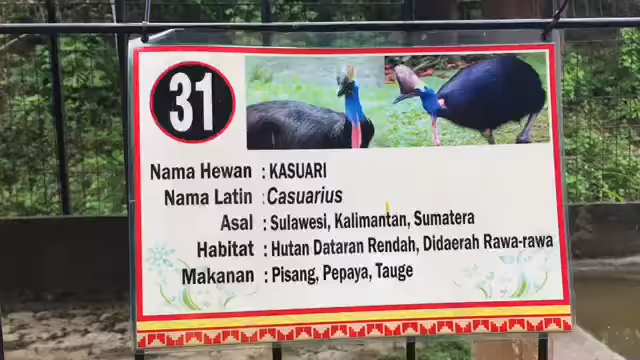 31
Nama Hewan : KASUARI
Nama Latin : Casuarius
Asal : Sulawesi, Kalimantan, Sumatera
Habitat : Hutan Dataran Rendah, Didaerah Rawa-rawa
Makanan : Pisang, Pepaya, Tauge